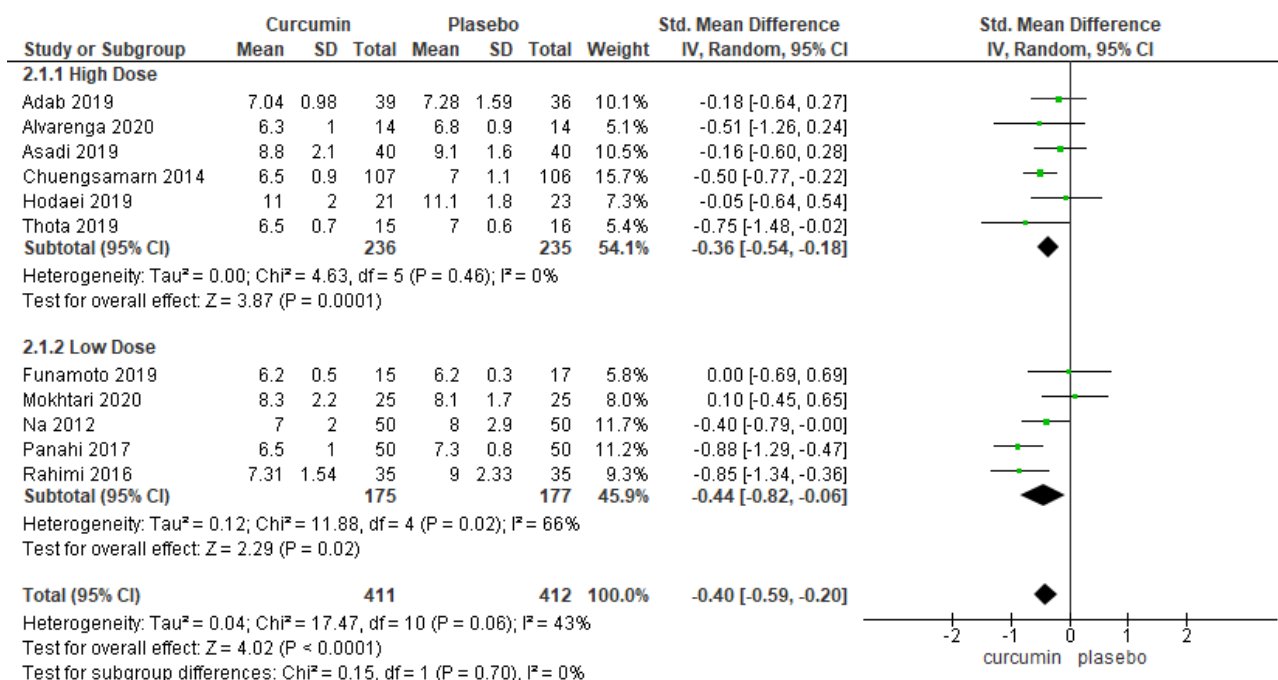 Curcumin Plasebo Std. Mean Difference Std. Mean Difference
Study or Subgroup Mean SD Total Mean SD Total Weight IV, Random, 95% CI IV, Random, 95% CI
2.1.1 High Dose
Adab 2019 7.04 0.98 39 7.28 1.59 36 10.1% -0.18 [-0.64, 0.27]
Alvarenga 2020 6.3 1 14 6.8 0.9 14 5.1% -0.51 [-1.26, 0.24]
Asadi 2019 8.8 2.1 40 9.1 1.6 40 10.5% -0.16 [-0.60, 0.28]
Chuengsamarn 2014 6.5 0.9 107 7 1.1 106 15.7% -0.50 [-0.77, -0.22]
Hodaei 2019 11 2 21 11.1 1.8 23 7.3% -0.05 [-0.64, 0.54]
Thota 2019 6.5 0.7 15 7 0.6 16 5.4% -0.75 [-1.48, -0.02]
Subtotal (95% CI) 236 235 54.1% -0.36 [-0.54, -0.18]
Heterogeneity: Tau² = 0.00; Chi² = 4.63, df = 5 (P = 0.46); I² = 0%
Test for overall effect: Z = 3.87 (P = 0.0001)
2.1.2 Low Dose
Funamoto 2019 6.2 0.5 15 6.2 0.3 17 5.8% 0.00 [-0.69, 0.69]
Mokhtari 2020 8.3 2.2 25 8.1 1.7 25 8.0% 0.10 [-0.45, 0.65]
Na 2012 7 2 50 8 2.9 50 11.7% -0.40 [-0.79, -0.00]
Panahi 2017 6.5 1 50 7.3 0.8 50 11.2% -0.88 [-1.29, -0.47]
Rahimi 2016 7.31 1.54 35 9 2.33 35 9.3% -0.85 [-1.34, -0.36]
Subtotal (95% CI) 175 177 45.9% -0.44 [-0.82, -0.06]
Heterogeneity: Tau² = 0.12; Chi² = 11.88, df = 4 (P = 0.02); I² = 66%
Test for overall effect: Z = 2.29 (P = 0.02)
Total (95% CI) 411 412 100.0% -0.40 [-0.59, -0.20]
Heterogeneity: Tau² = 0.04; Chi² = 17.47, df = 10 (P = 0.06); I² = 43%
Test for overall effect: Z = 4.02 (P < 0.0001)
Test for subgroup differences: Chi² = 0.15, df = 1 (P = 0.70), I² = 0%
-2 -1 0 1 2
curcumin plasebo